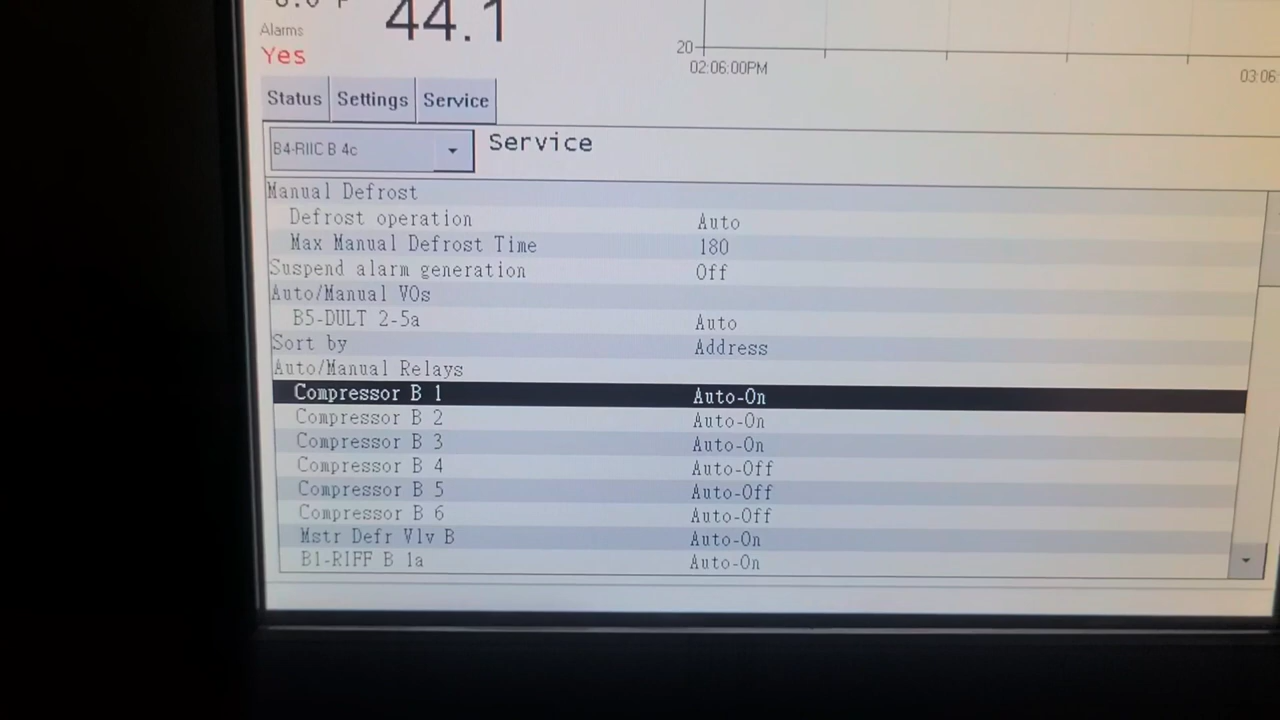 44.1
Alarms
Yes
20
02:06:00PM
03:06:
Status Settings Service
B4-RIIC B 4c Service
Manual Defrost
Defrost operation Auto
Max Manual Defrost Time 180
Suspend alarm generation Off
Auto/Manual VOs
B5-DULT 2-5a Auto
Sort by Address
Auto/Manual Relays
Compressor B 1 Auto-On
Compressor B 2 Auto-On
Compressor B 3 Auto-On
Compressor B 4 Auto-Off
Compressor B 5 Auto-Off
Compressor B 6 Auto-Off
Mstr Defr Vlv B Auto-On
B1-RIFF B 1a Auto-On